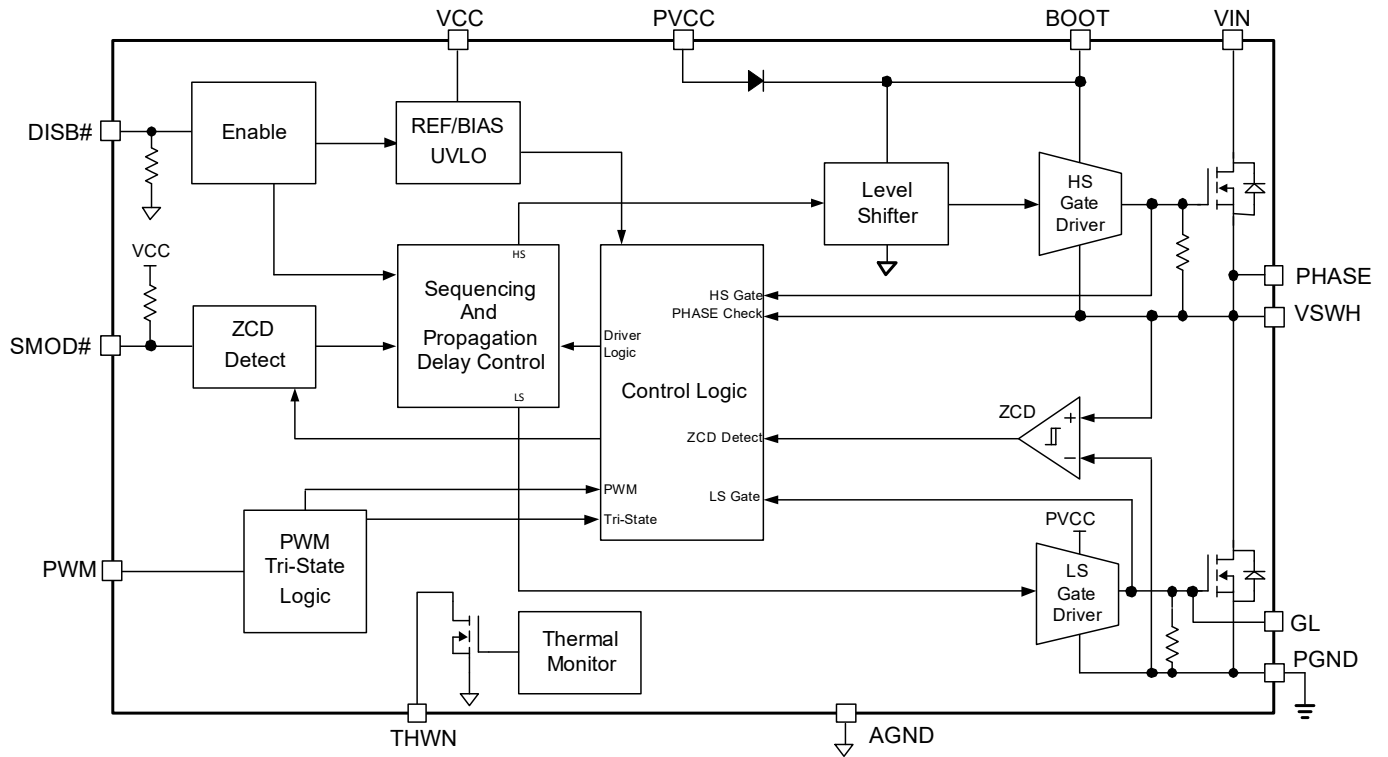 VCC
PVCC
BOOT
VIN
DISB#
Enable
REF/BIAS
UVLO
HS
Gate
Driver
Level
Shifter
VCC
HS
Sequencing
And
Propagation
Delay Control
LS
HS Gate
PHASE Check
PHASE
VSWH
SMOD#
ZCD
Detect
Driver
Logic
Control Logic
ZCD
+
−
ZCD Detect
PWM
LS Gate
Tri-State
PVCC
PWM
PWM
Tri-State
Logic
LS
Gate
Driver
GL
Thermal
Monitor
PGND
THWN
AGND